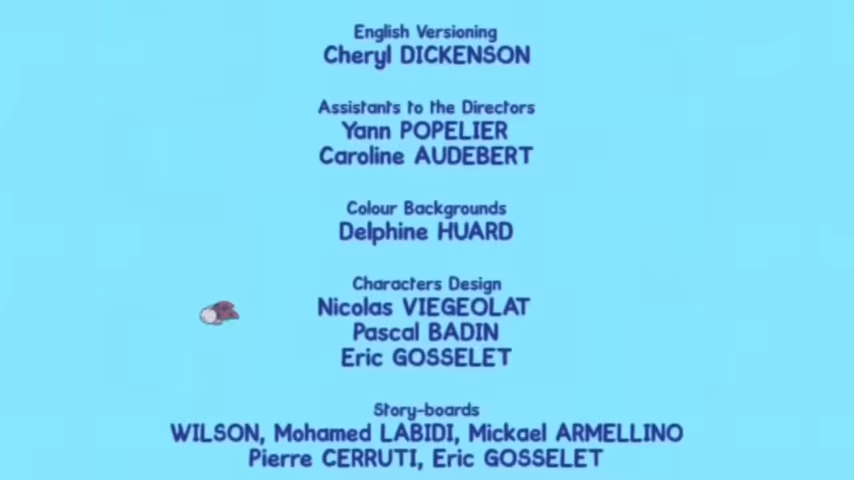 English Versioning
Cheryl DICKENSON
Assistants to the Directors
Yann POPELIER
Caroline AUDEBERT
Colour Backgrounds
Delphine HUARD
Characters Design
Nicolas VIEGEOLAT
Pascal BADIN
Eric GOSSELET
Story-boards
WILSON, Mohamed LABIDI, Mickael ARMELLINO
Pierre CERRUTI, Eric GOSSELET